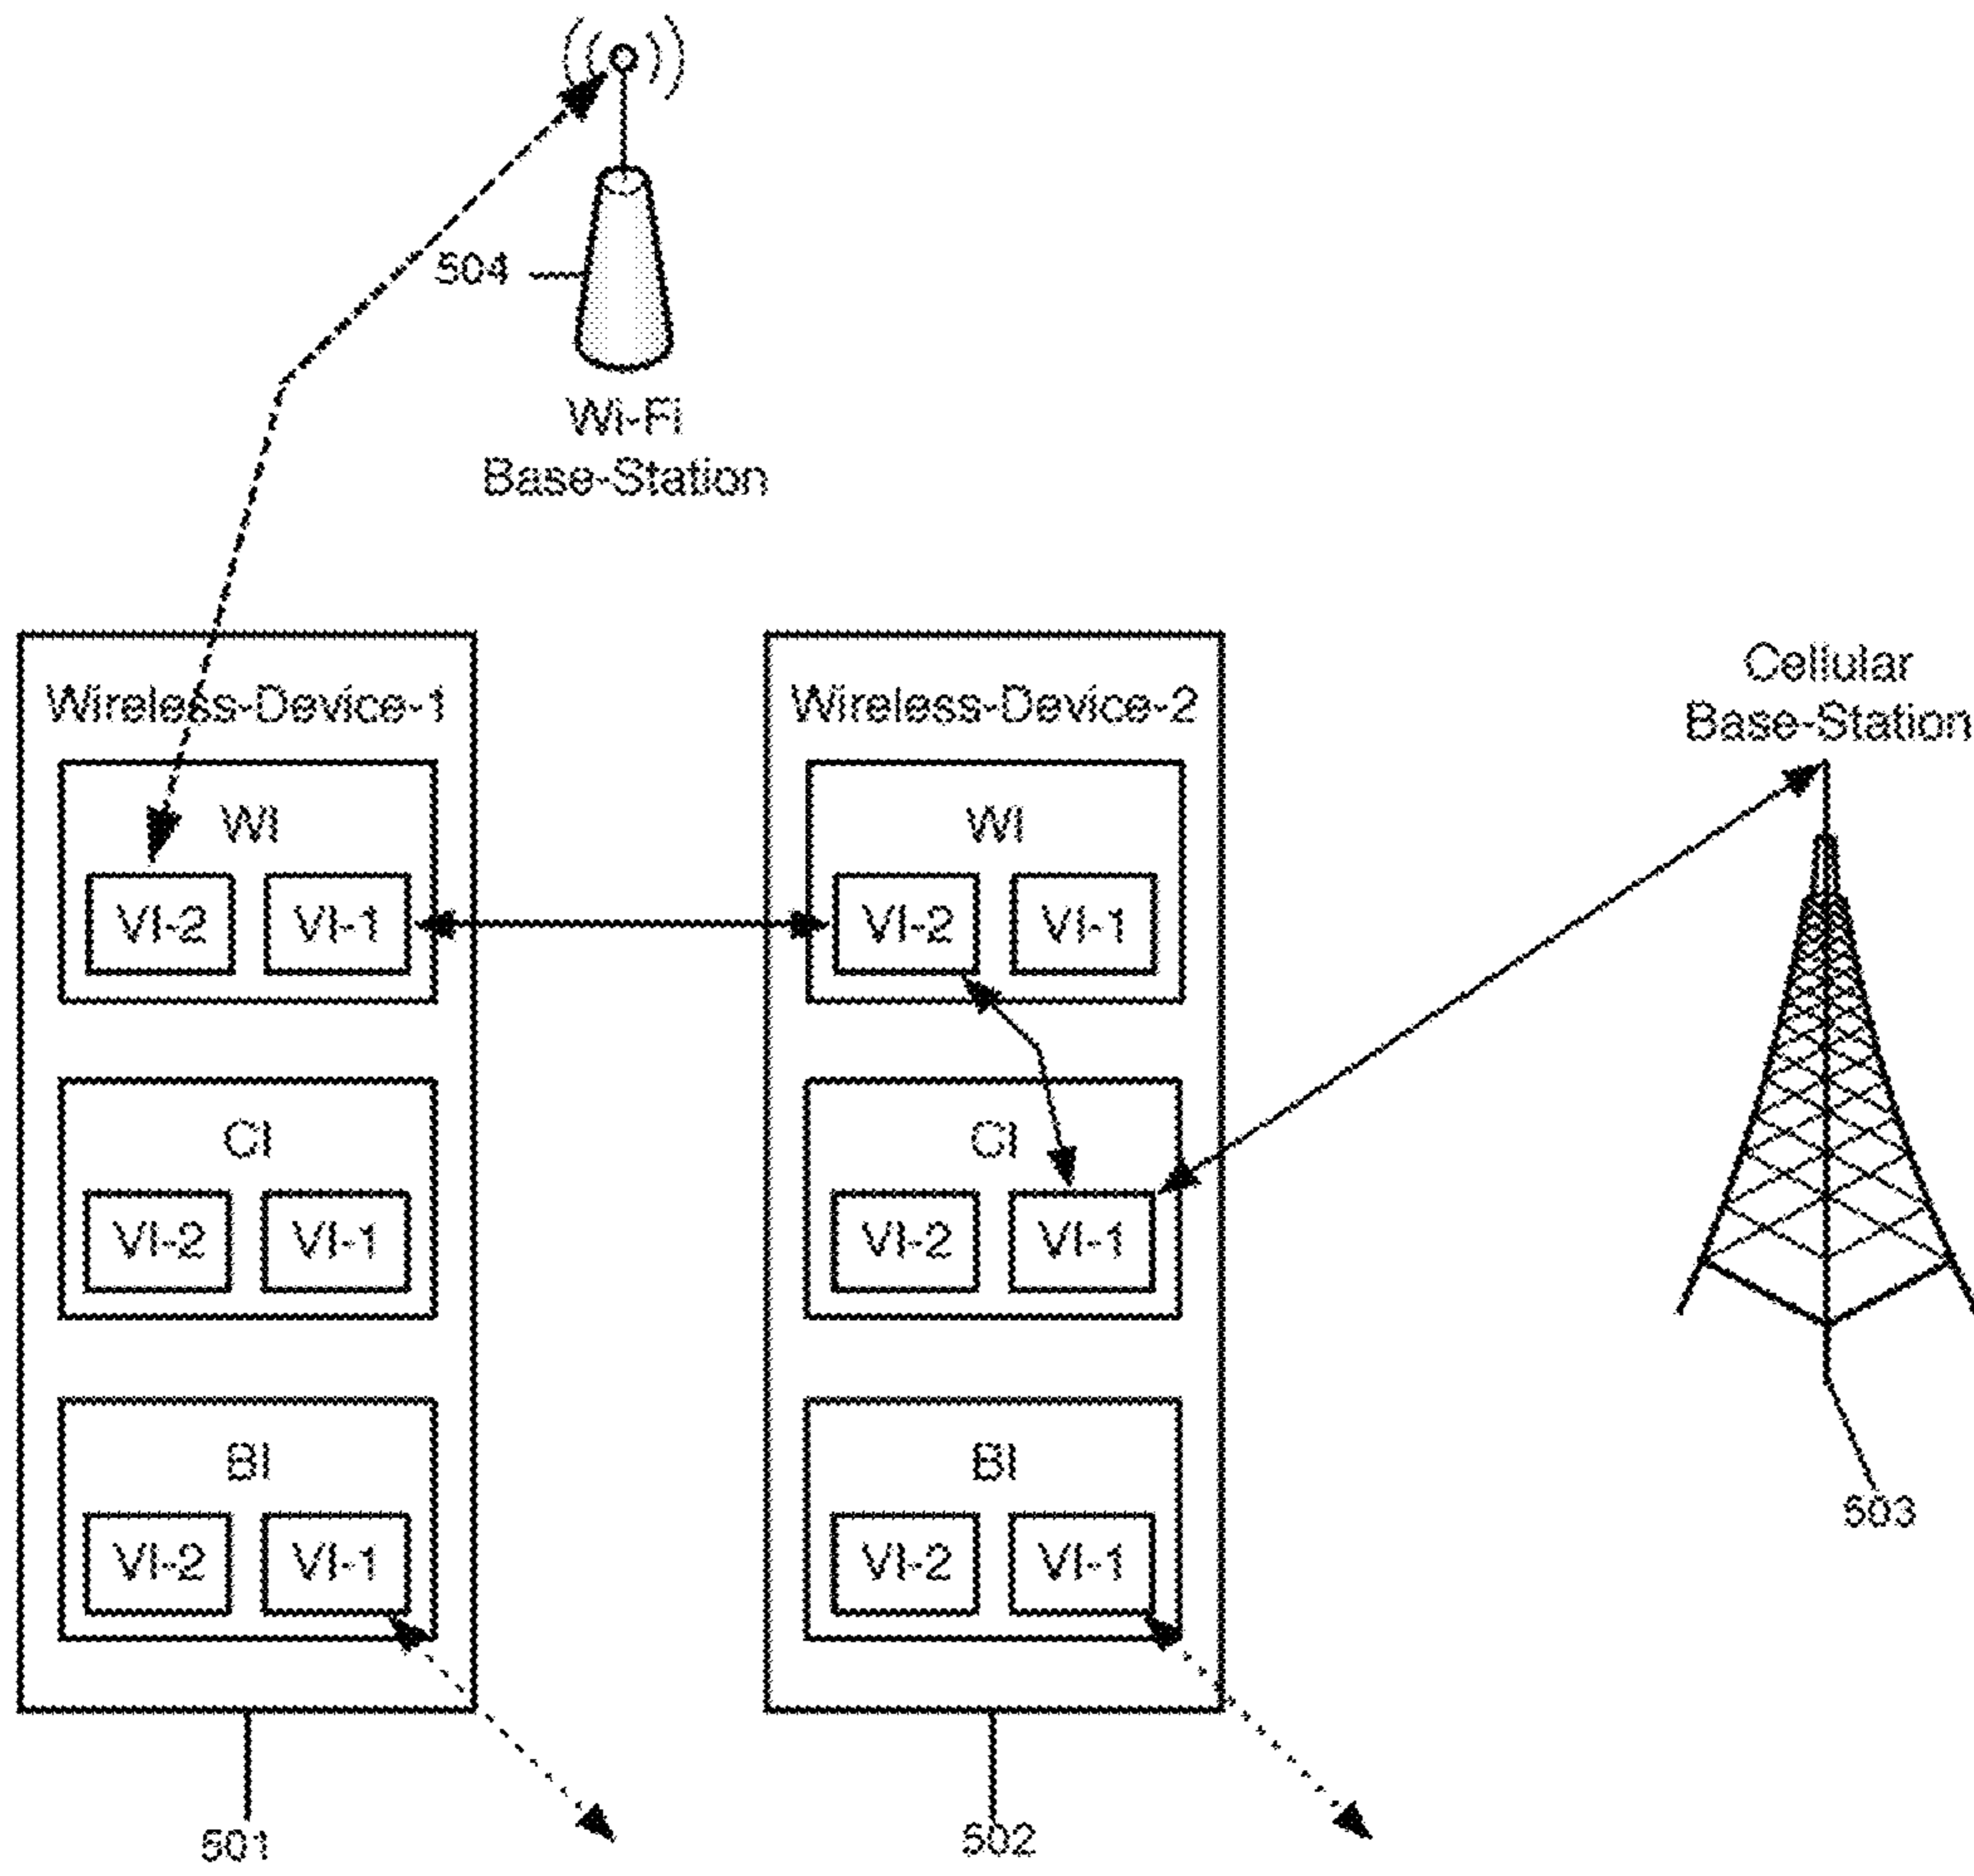 504
Wi-Fi
Base-Station
Wireless-Device-1
WI
VI-2 VI-1
CI
VI-2 VI-1
BI
VI-2 VI-1
501
Wireless-Device-2
WI
VI-2 VI-1
CI
VI-2 VI-1
BI
VI-2 VI-1
502
Cellular
Base-Station
503